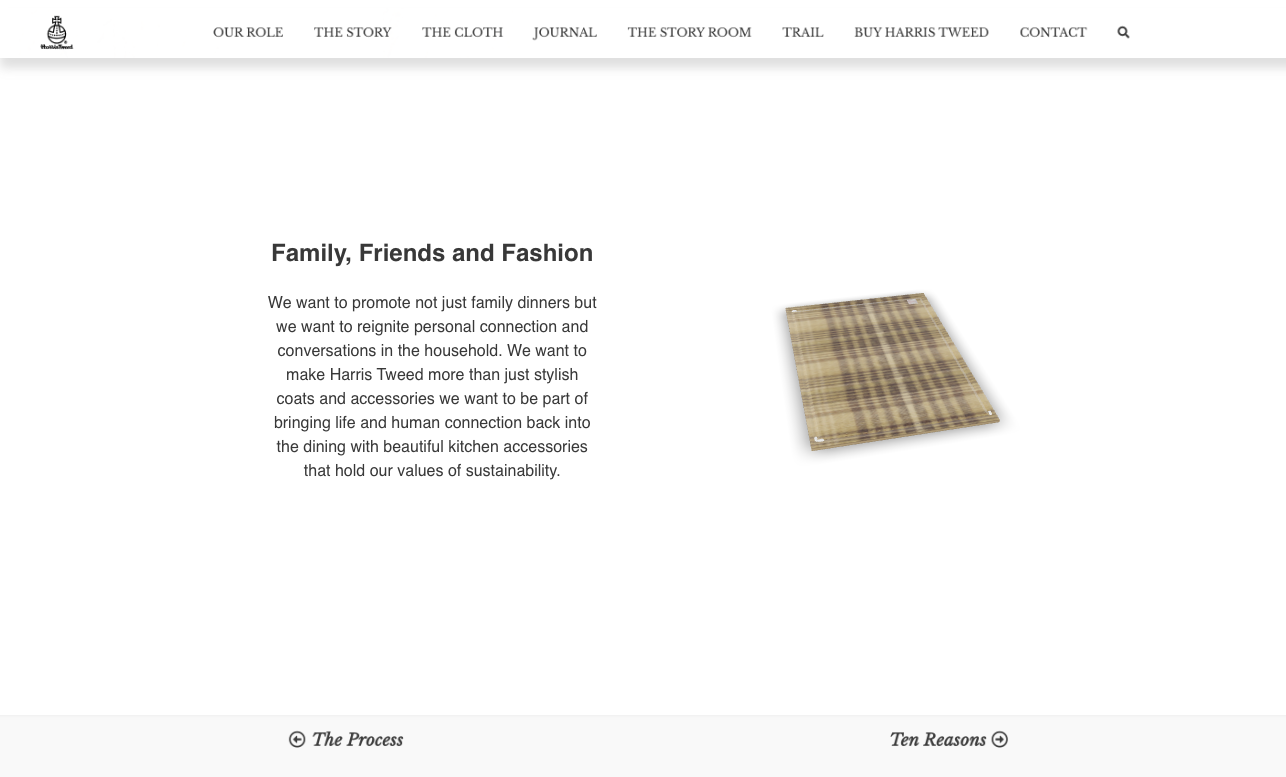 Harris Tweed
OUR ROLE THE STORY THE CLOTH JOURNAL THE STORY ROOM TRAIL BUY HARRIS TWEED CONTACT
Family, Friends and Fashion
We want to promote not just family dinners but
we want to reignite personal connection and
conversations in the household. We want to
make Harris Tweed more than just stylish
coats and accessories we want to be part of
bringing life and human connection back into
the dining with beautiful kitchen accessories
that hold our values of sustainability.
The Process
Ten Reasons